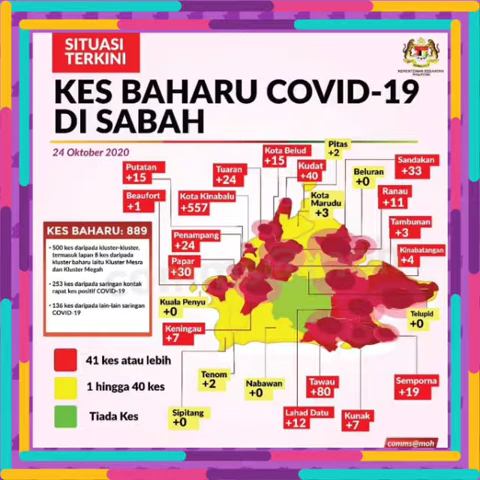 SITUASI
TERKINI
KEMENTERIAN KESIHATAN
MALAYSIA
KES BAHARU COVID-19
DI SABAH
24 Oktober 2020
Pitas
+2
Kota Belud
+15
Kudat
+40
Sandakan
+33
Putatan
+15
Tuaran
+24
Beluran
+0
Ranau
+11
Beaufort
+1
Kota Kinabalu
+557
Kota
Marudu
+3
Tambunan
+3
KES BAHARU: 889
• 500 kes daripada kluster-kluster,
termasuk lapan 8 kes daripada
kluster baharu iaitu Kluster Mesra
dan Kluster Megah
• 253 kes daripada saringan kontak
rapat kes positif COVID-19
• 136 kes daripada lain-lain saringan
COVID-19
Penampang
+24
Kinabatangan
+4
Papar
+30
Kuala Penyu
+0
Telupid
+0
Keningau
+7
41 kes atau lebih
1 hingga 40 kes
Tiada Kes
Tenom
+2
Nabawan
+0
Tawau
+80
Semporna
+19
Sipitang
+0
Lahad Datu
+12
Kunak
+7
comms@moh